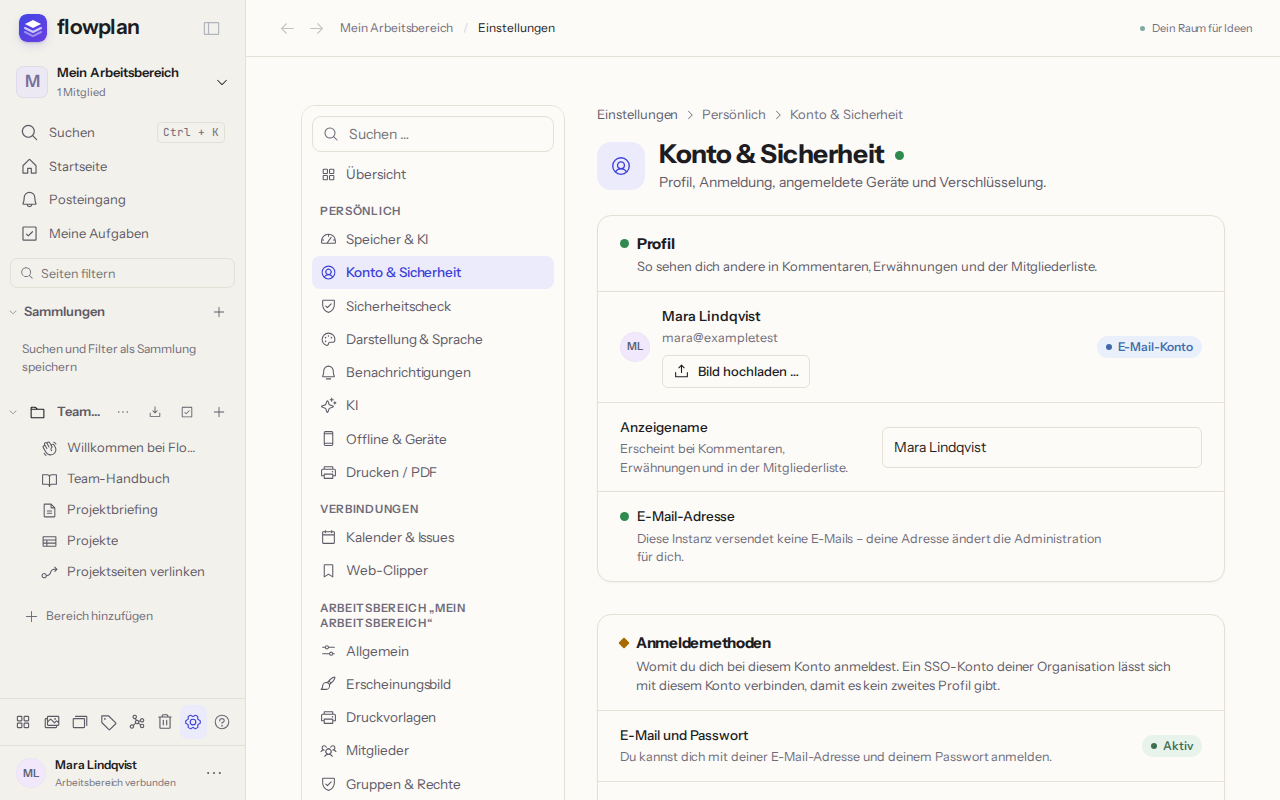 flowplan
M
Mein Arbeitsbereich
1 Mitglied
Suchen
Ctrl + K
Startseite
Posteingang
Meine Aufgaben
Seiten filtern
Sammlungen
Suchen und Filter als Sammlung
speichern
Team...
Willkommen bei Flo...
Team-Handbuch
Projektbriefing
Projekte
Projektseiten verlinken
Bereich hinzufügen
ML
Mara Lindqvist
Arbeitsbereich verbunden
Mein Arbeitsbereich / Einstellungen
Dein Raum für Ideen
Suchen ...
Übersicht
PERSÖNLICH
Speicher & KI
Konto & Sicherheit
Sicherheitscheck
Darstellung & Sprache
Benachrichtigungen
KI
Offline & Geräte
Drucken / PDF
VERBINDUNGEN
Kalender & Issues
Web-Clipper
ARBEITSBEREICH „MEIN
ARBEITSBEREICH“
Allgemein
Erscheinungsbild
Druckvorlagen
Mitglieder
Gruppen & Rechte
Einstellungen > Persönlich > Konto & Sicherheit
Konto & Sicherheit
Profil, Anmeldung, angemeldete Geräte und Verschlüsselung.
Profil
So sehen dich andere in Kommentaren, Erwähnungen und der Mitgliederliste.
ML
Mara Lindqvist
mara@example.test
Bild hochladen ...
E-Mail-Konto
Anzeigename
Erscheint bei Kommentaren,
Erwähnungen und in der Mitgliederliste.
Mara Lindqvist
E-Mail-Adresse
Diese Instanz versendet keine E-Mails – deine Adresse ändert die Administration
für dich.
Anmeldemethoden
Womit du dich bei diesem Konto anmeldest. Ein SSO-Konto deiner Organisation lässt sich
mit diesem Konto verbinden, damit es kein zweites Profil gibt.
E-Mail und Passwort
Du kannst dich mit deiner E-Mail-Adresse und deinem Passwort anmelden.
Aktiv